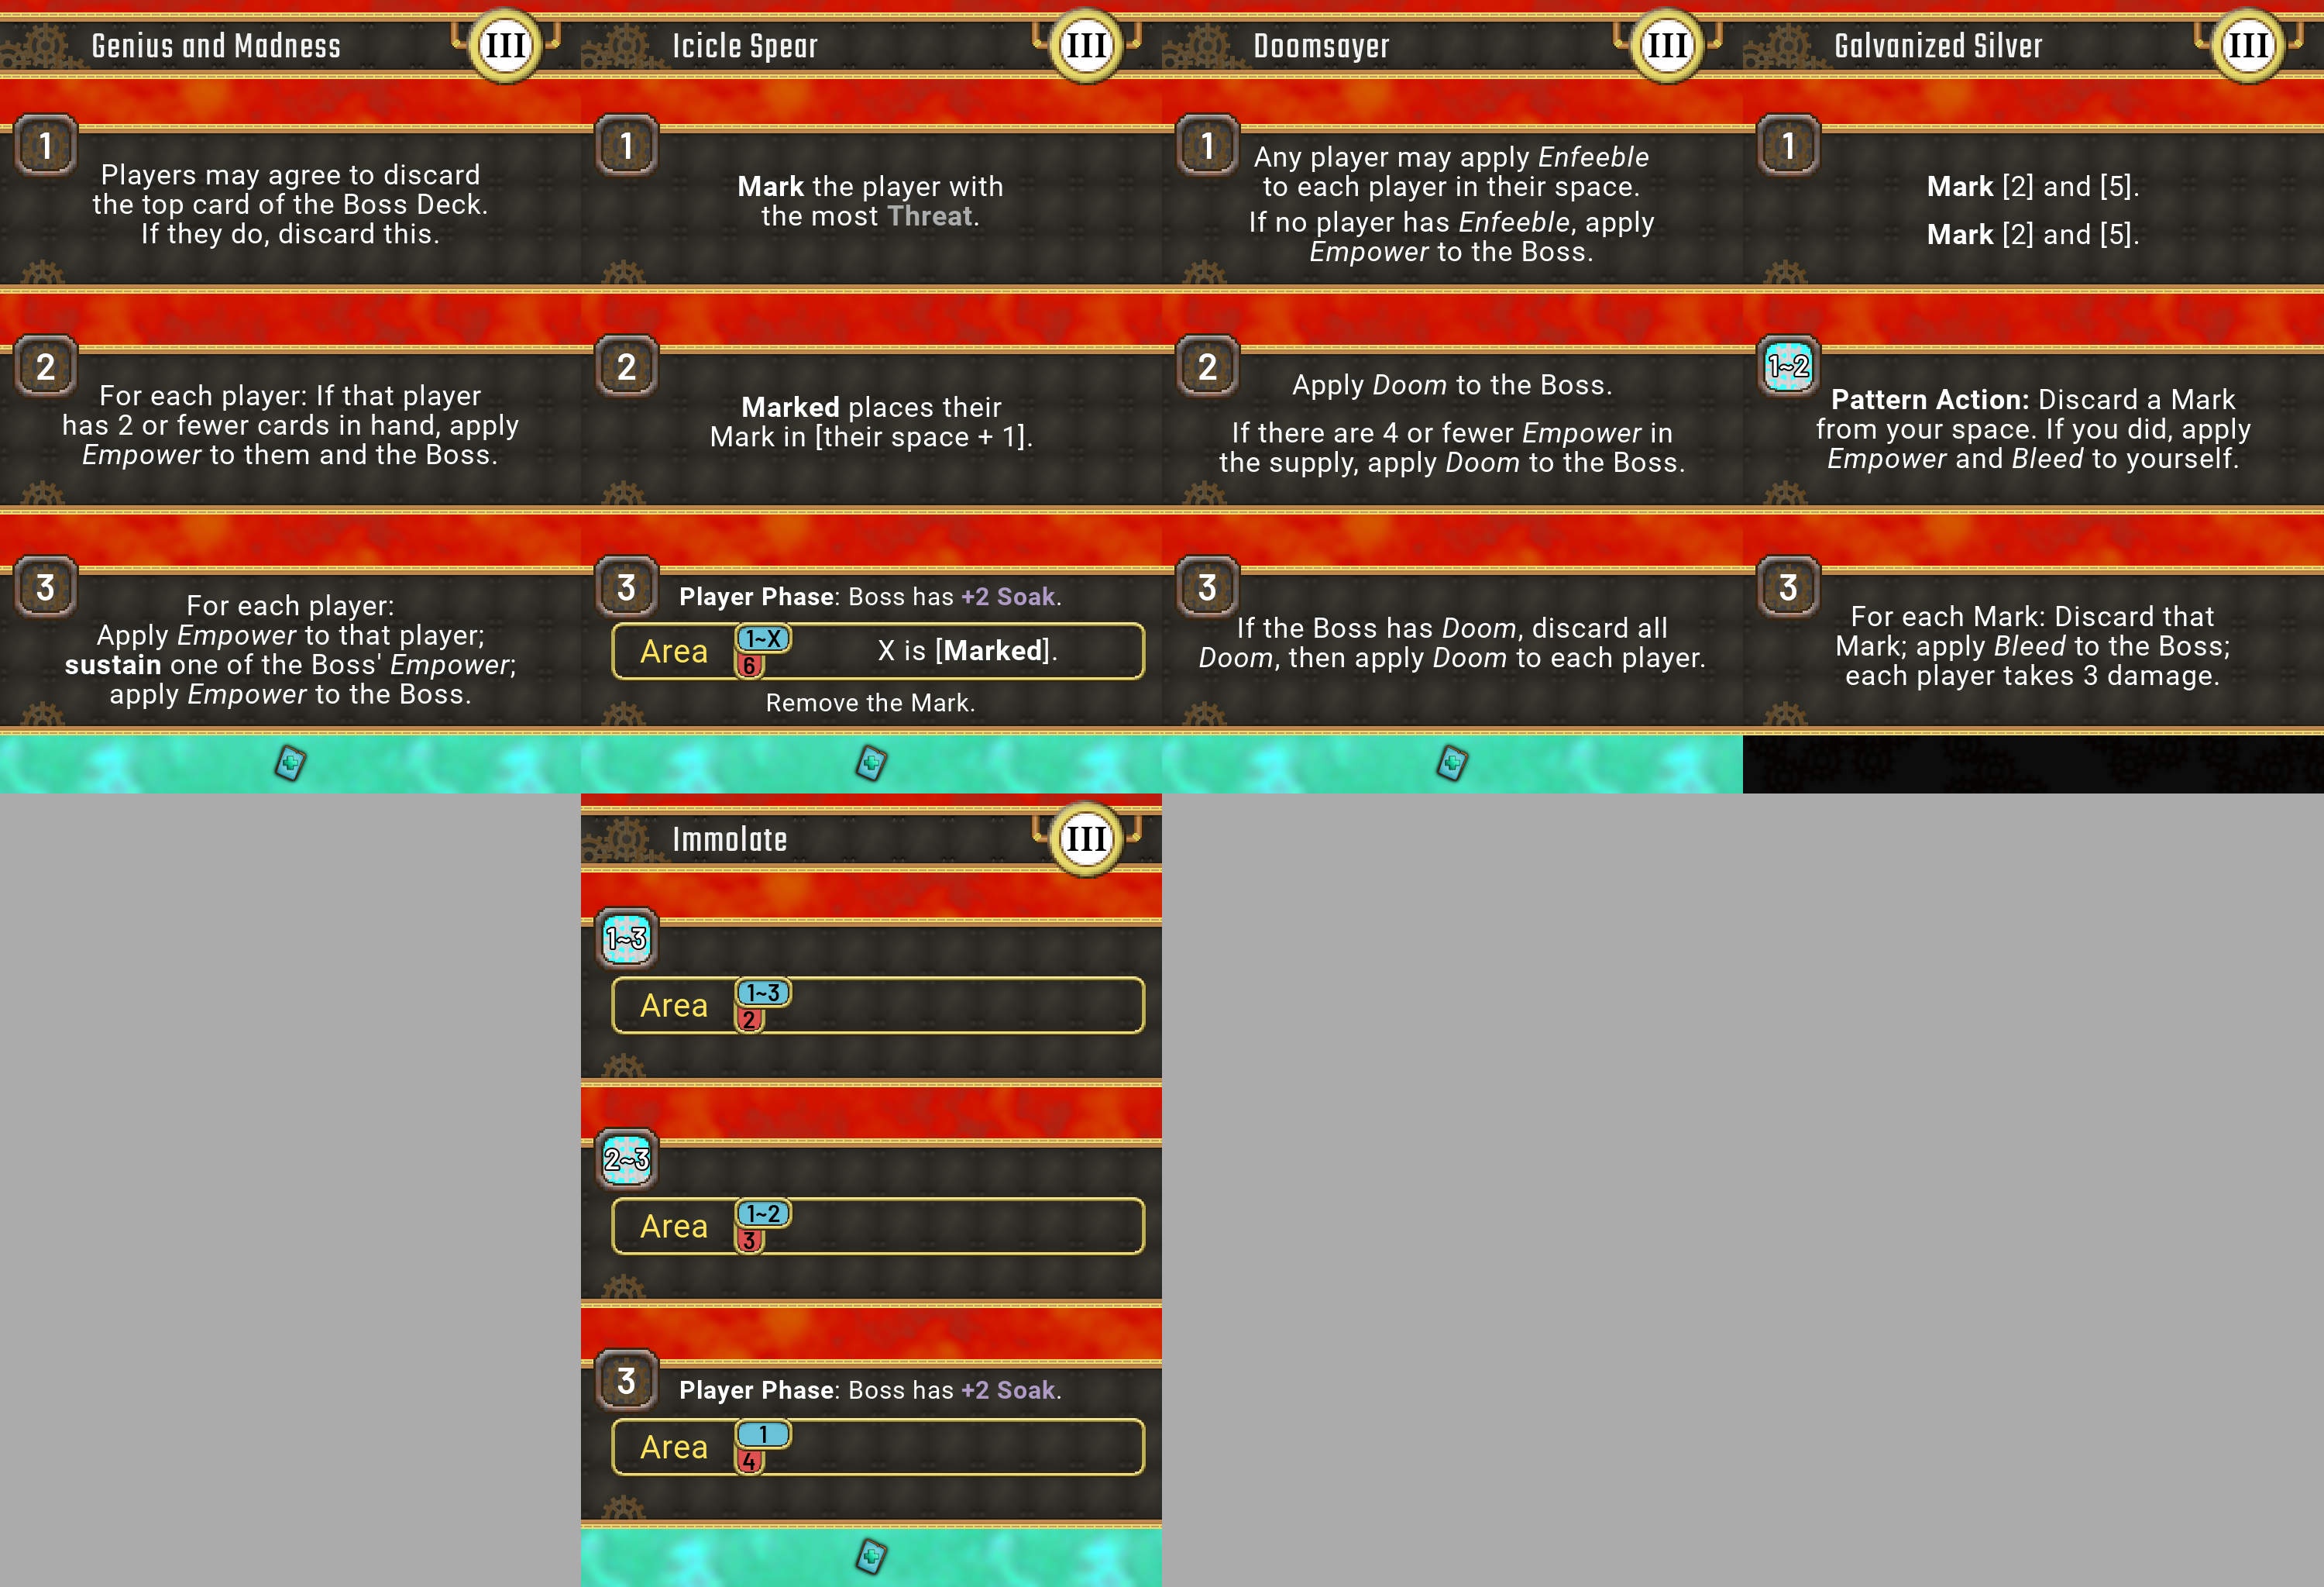 Genius and Madness
III
1
Players may agree to discard
the top card of the Boss Deck.
If they do, discard this.
2
For each player: If that player
has 2 or fewer cards in hand, apply
Empower to them and the Boss.
3
For each player:
Apply Empower to that player;
sustain one of the Boss' Empower;
apply Empower to the Boss.
Icicle Spear
III
1
Mark the player with
the most Threat.
2
Marked places their
Mark in [their space + 1].
3
Player Phase: Boss has +2 Soak.
Area 1~X X is [Marked].
6
Remove the Mark.
Doomsayer
III
1
Any player may apply Enfeeble
to each player in their space.
If no player has Enfeeble, apply
Empower to the Boss.
2
Apply Doom to the Boss.
If there are 4 or fewer Empower in
the supply, apply Doom to the Boss.
3
If the Boss has Doom, discard all
Doom, then apply Doom to each player.
Galvanized Silver
III
1
Mark [2] and [5].
Mark [2] and [5].
1~2
Pattern Action: Discard a Mark
from your space. If you did, apply
Empower and Bleed to yourself.
3
For each Mark: Discard that
Mark; apply Bleed to the Boss;
each player takes 3 damage.
Immolate
III
1~3
Area 1~3
2
2~3
Area 1~2
3
3
Player Phase: Boss has +2 Soak.
Area 1
4